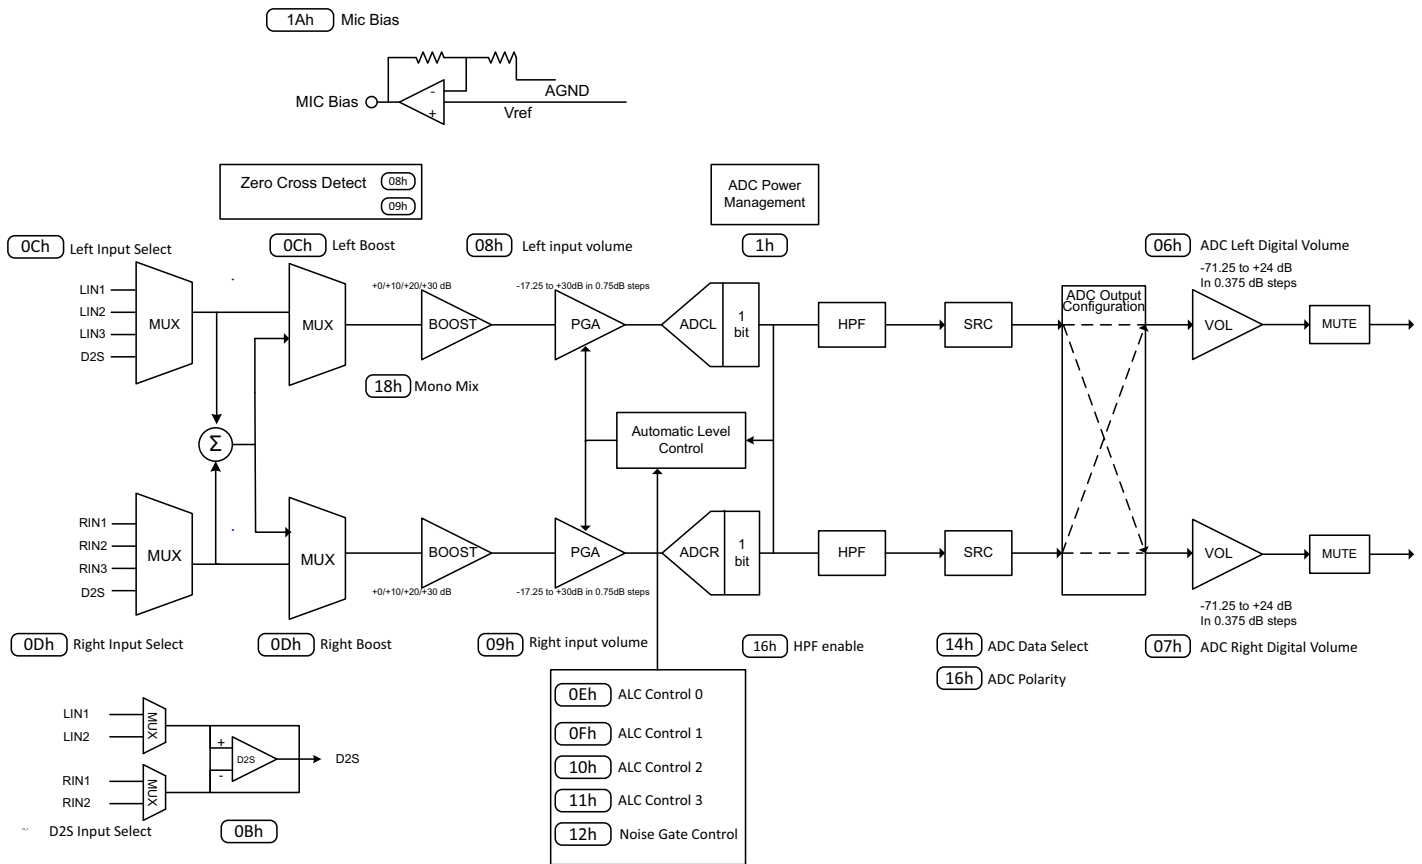 1Ah Mic Bias
MIC Bias
-
+
AGND
Vref
Zero Cross Detect 08h
09h
ADC Power
Management
0Ch Left Input Select
0Ch Left Boost
08h Left input volume
1h
06h ADC Left Digital Volume
-71.25 to +24 dB
In 0.375 dB steps
LIN1
LIN2
LIN3
D2S
MUX
MUX
+0/+10/+20/+30 dB
BOOST
-17.25 to +30dB in 0.75dB steps
PGA
ADCL
1
bit
HPF
SRC
ADC Output
Configuration
VOL
MUTE
18h Mono Mix
Σ
Automatic Level
Control
RIN1
RIN2
RIN3
D2S
MUX
MUX
BOOST
+0/+10/+20/+30 dB
PGA
-17.25 to +30dB in 0.75dB steps
ADCR
1
bit
HPF
SRC
VOL
MUTE
-71.25 to +24 dB
In 0.375 dB steps
0Dh Right Input Select
0Dh Right Boost
09h Right input volume
16h HPF enable
14h ADC Data Select
16h ADC Polarity
07h ADC Right Digital Volume
0Eh ALC Control 0
0Fh ALC Control 1
10h ALC Control 2
11h ALC Control 3
12h Noise Gate Control
LIN1
LIN2
MUX
RIN1
RIN2
MUX
+
D2S
-
D2S
D2S Input Select
0Bh